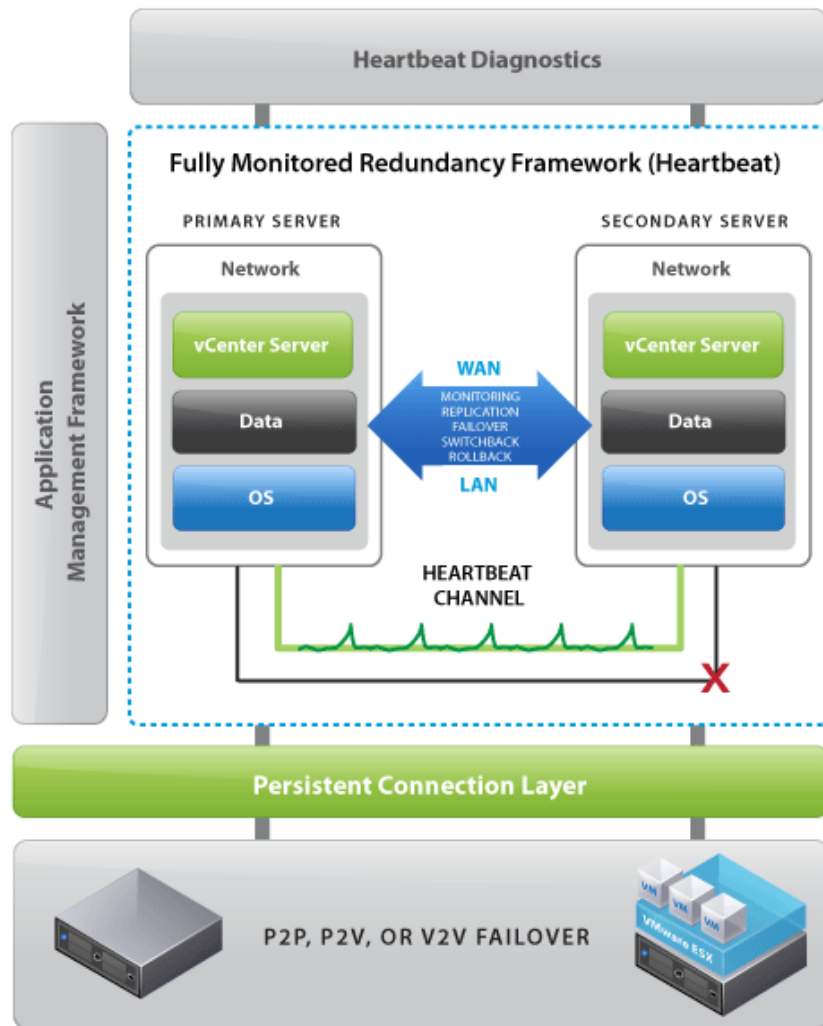 Heartbeat Diagnostics
Application
Management Framework
Fully Monitored Redundancy Framework (Heartbeat)
PRIMARY SERVER
Network
vCenter Server
Data
OS
WAN
MONITORING
REPLICATION
FAILOVER
SWITCHBACK
ROLLBACK
LAN
SECONDARY SERVER
Network
vCenter Server
Data
OS
HEARTBEAT
CHANNEL
X
Persistent Connection Layer
P2P, P2V, OR V2V FAILOVER
VM
VM
VM
VMware ESX